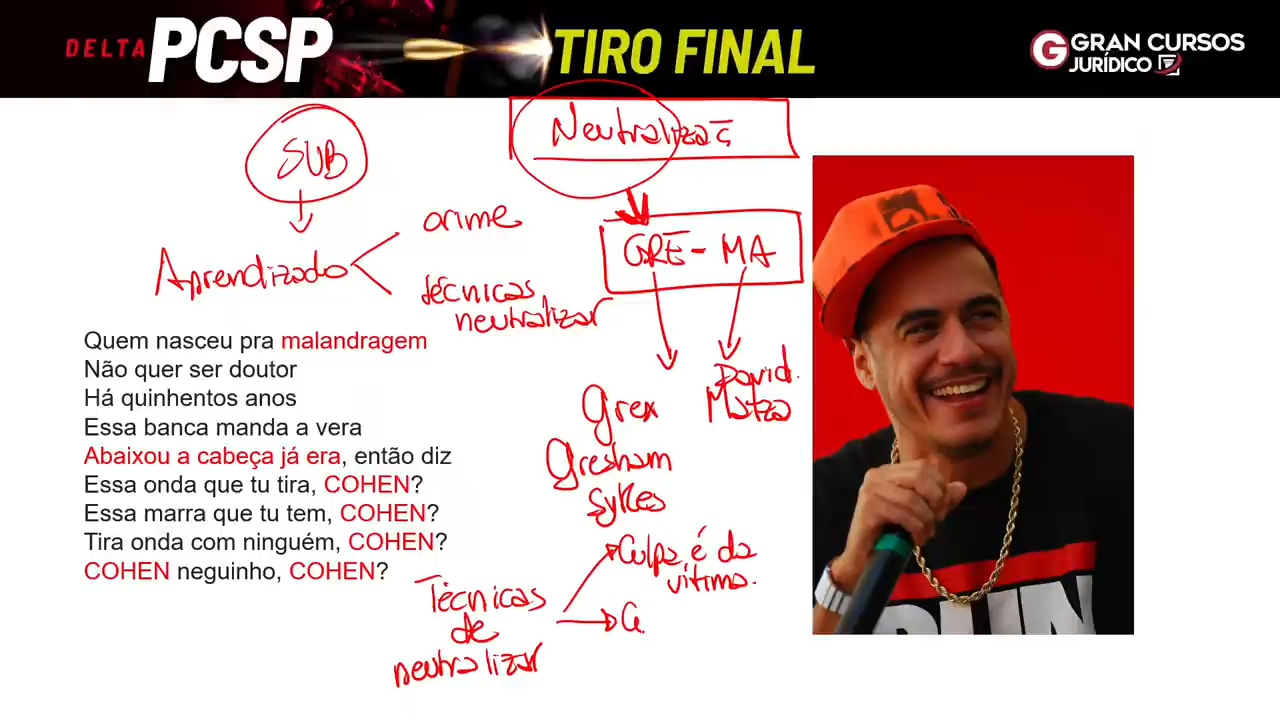 DELTA PCSP TIRO FINAL
GRAN CURSOS
JURÍDICO
SUB
Neutralizaç
crime
Aprendizado
técnicas
neutralizar
GRE - MA
Quem nasceu pra malandragem
Não quer ser doutor
Há quinhentos anos
Essa banca manda a vera
Abaixou a cabeça já era, então diz
Essa onda que tu tira, COHEN?
Essa marra que tu tem, COHEN?
Tira onda com ninguém, COHEN?
COHEN neguinho, COHEN?
David.
Matza
Grex
Gresham
Sykes
Culpa é da
vítima.
Técnicas
de
neutralizar
C.